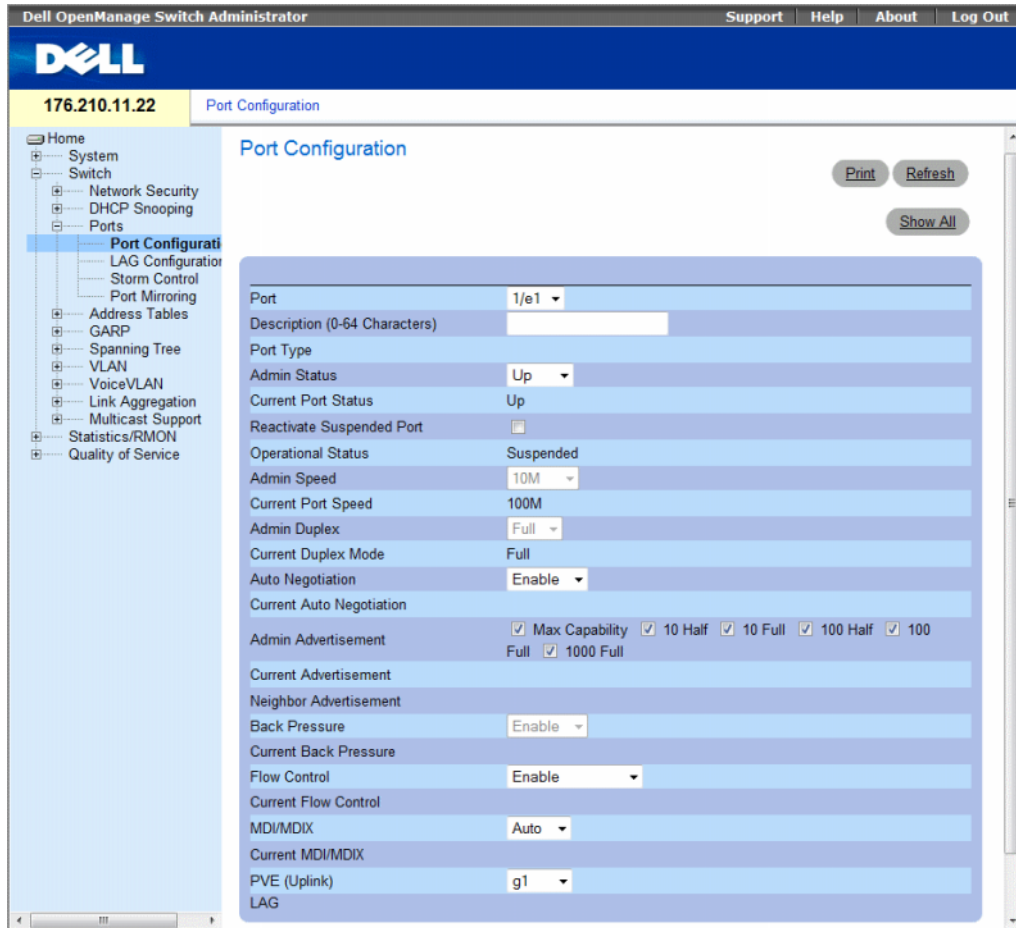 Dell OpenManage Switch Administrator Support Help About Log Out
DELL
176.210.11.22 Port Configuration
Home
System
Switch
Network Security
DHCP Snooping
Ports
Port Configurati
LAG Configuration
Storm Control
Port Mirroring
Address Tables
GARP
Spanning Tree
VLAN
VoiceVLAN
Link Aggregation
Multicast Support
Statistics/RMON
Quality of Service
Port Configuration
Print Refresh
Show All
Port 1/e1
Description (0-64 Characters)
Port Type
Admin Status Up
Current Port Status Up
Reactivate Suspended Port
Operational Status Suspended
Admin Speed 10M
Current Port Speed 100M
Admin Duplex Full
Current Duplex Mode Full
Auto Negotiation Enable
Current Auto Negotiation
Admin Advertisement Max Capability 10 Half 10 Full 100 Half 100
Full 1000 Full
Current Advertisement
Neighbor Advertisement
Back Pressure Enable
Current Back Pressure
Flow Control Enable
Current Flow Control
MDI/MDIX Auto
Current MDI/MDIX
PVE (Uplink) g1
LAG